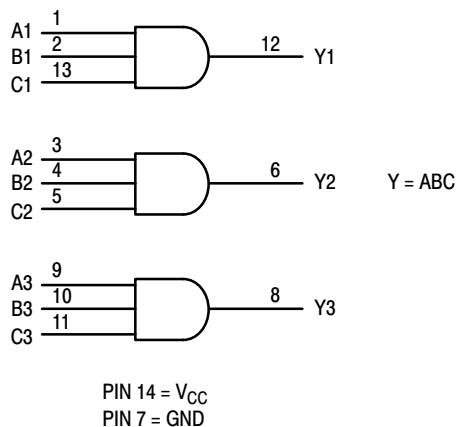 A1 1
B1 2 12 Y1
C1 13
A2 3
B2 4 6 Y2 Y = ABC
C2 5
A3 9
B3 10 8 Y3
C3 11
PIN 14 = VCC
PIN 7 = GND